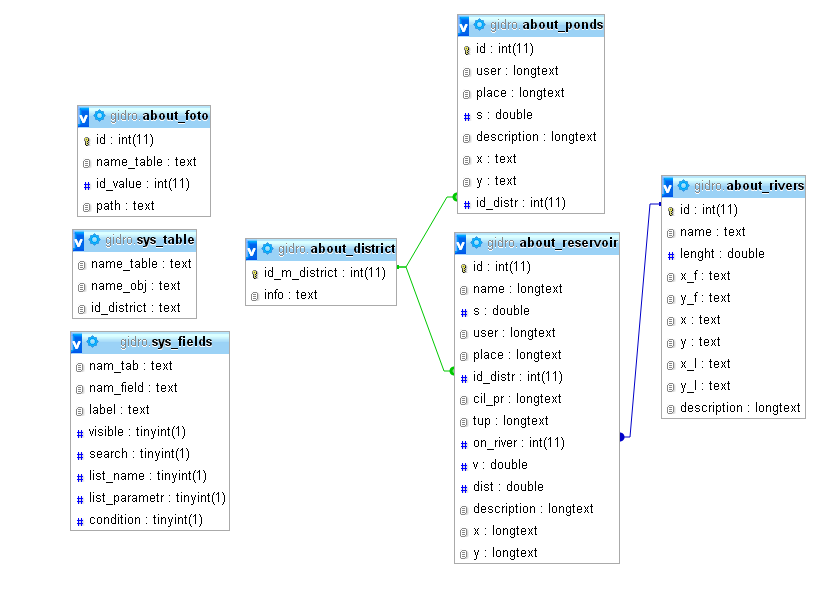 gidro about_foto
id : int(11)
name_table : text
id_value : int(11)
path : text
gidro sys_table
name_table : text
name_obj : text
id_district : text
gidro sys_fields
nam_tab : text
nam_field : text
label : text
visible : tinyint(1)
search : tinyint(1)
list_name : tinyint(1)
list_parametr : tinyint(1)
condition : tinyint(1)
gidro about_district
id_m_district : int(11)
info : text
gidro about_ponds
id : int(11)
user : longtext
place : longtext
s : double
description : longtext
x : text
y : text
id_distr : int(11)
gidro about_reservoir
id : int(11)
name : longtext
s : double
user : longtext
place : longtext
id_distr : int(11)
cil_pr : longtext
tup : longtext
on_river : int(11)
v : double
dist : double
description : longtext
x : longtext
y : longtext
gidro about_rivers
id : int(11)
name : text
lenght : double
x_f : text
y_f : text
x : text
y : text
x_l : text
y_l : text
description : longtext